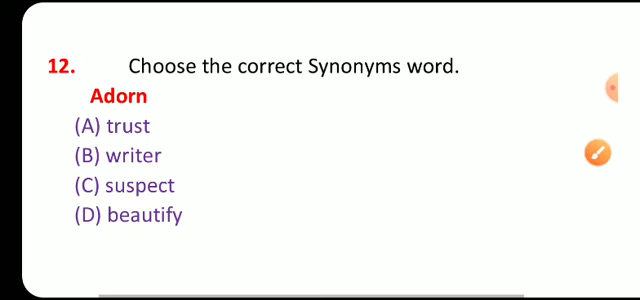 12. Choose the correct Synonyms word.
Adorn
(A) trust
(B) writer
(C) suspect
(D) beautify